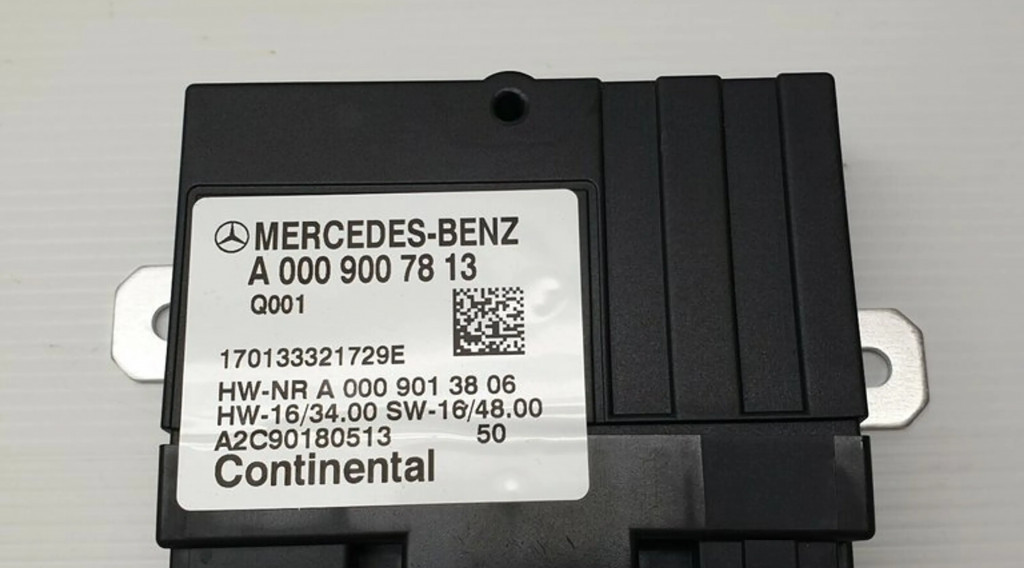 MERCEDES-BENZ
A 000 900 78 13
Q001
170133321729E
HW-NR A 000 901 38 06
HW-16/34.00 SW-16/48.00
A2C90180513 50
Continental